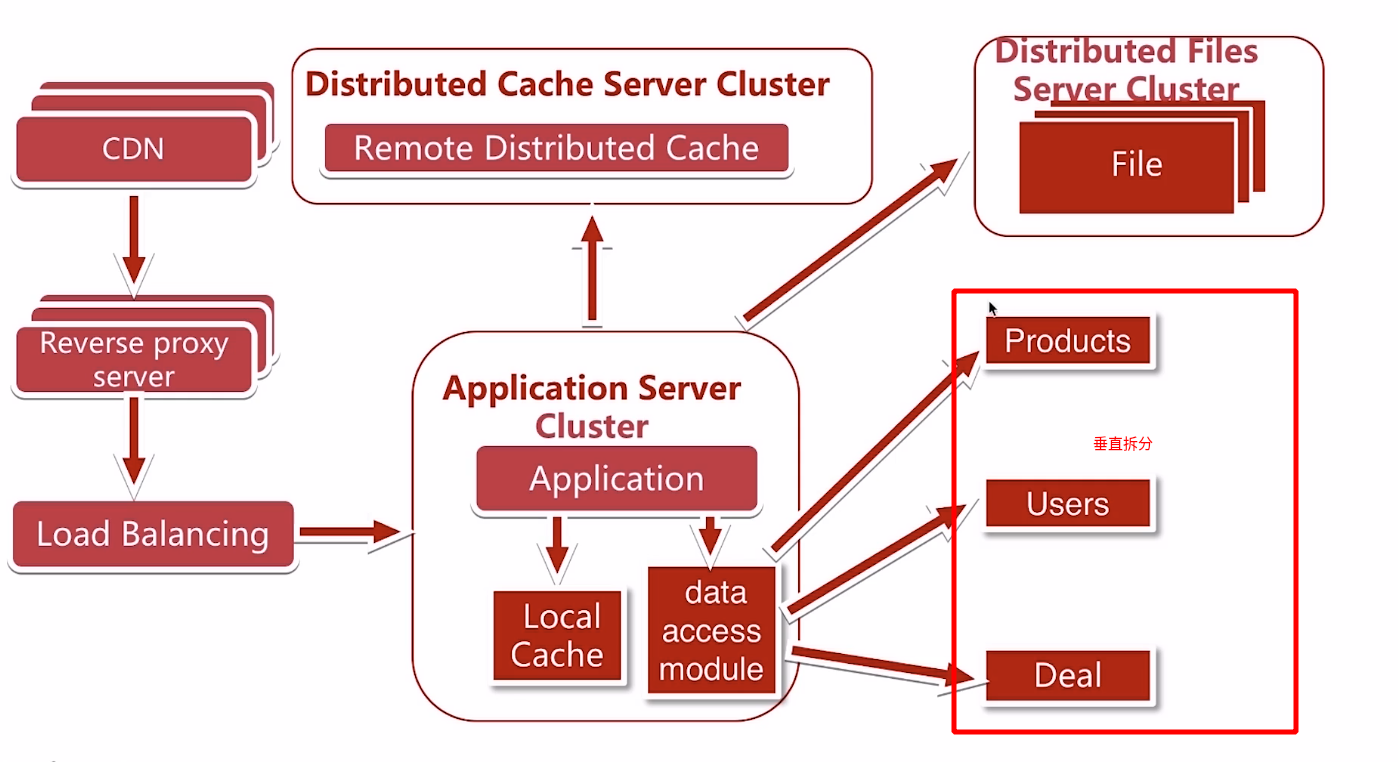 Distributed Cache Server Cluster
Remote Distributed Cache
Distributed Files
Server Cluster
File
CDN
Reverse proxy
server
Load Balancing
Application Server
Cluster
Application
Local
Cache
data
access
module
Products
垂直拆分
Users
Deal